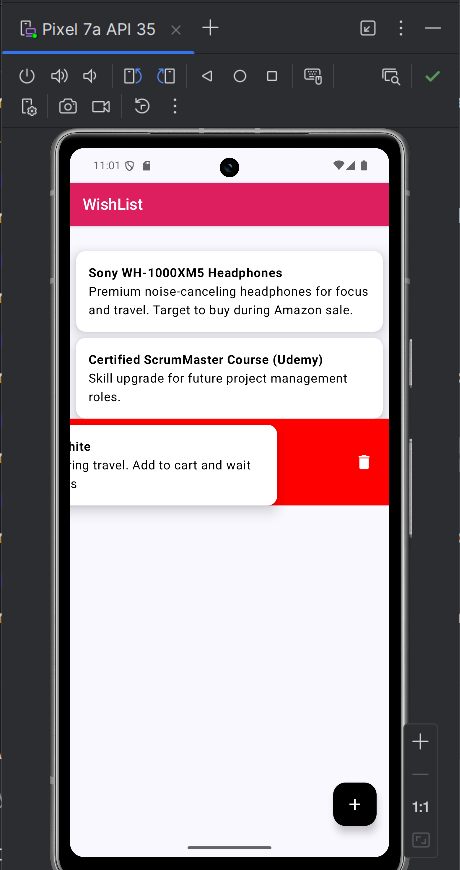 Pixel 7a API 35
11:01
WishList
Sony WH-1000XM5 Headphones
Premium noise-canceling headphones for focus
and travel. Target to buy during Amazon sale.
Certified ScrumMaster Course (Udemy)
Skill upgrade for future project management
roles.
hite
ring travel. Add to cart and wait
s
1:1